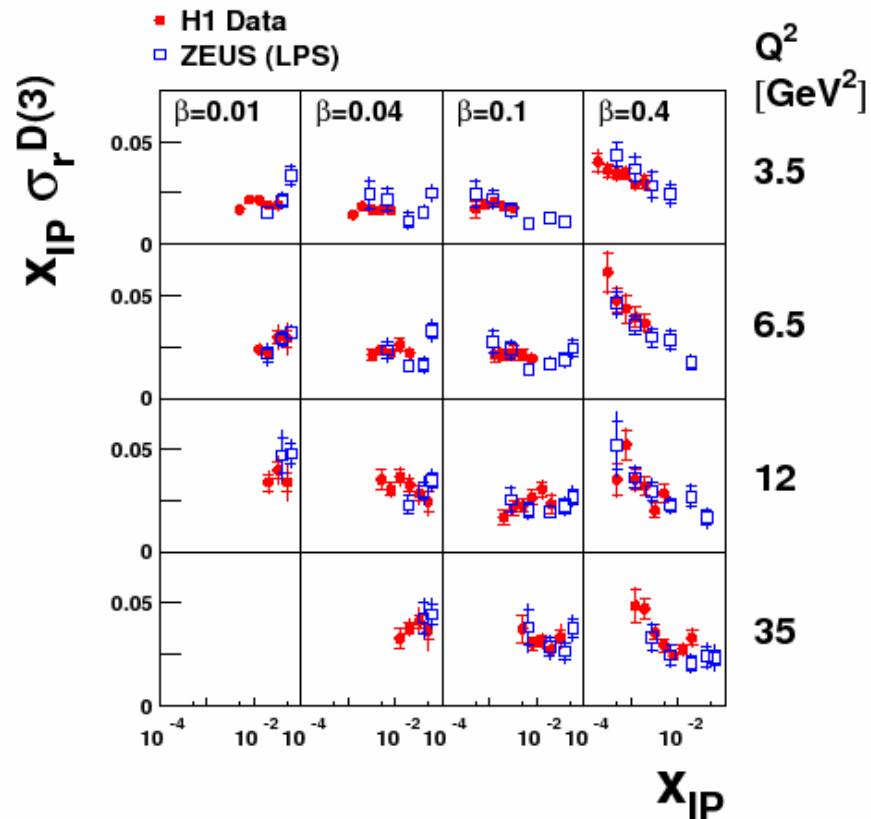 H1 Data
ZEUS (LPS)
Q²
[GeV²]
x_IP σ_r^D(3)
β=0.01 β=0.04 β=0.1 β=0.4
0.05 3.5
0
0.05 6.5
0
0.05 12
0
0.05 35
0
10⁻⁴ 10⁻² 10⁻⁴ 10⁻² 10⁻⁴ 10⁻² 10⁻⁴ 10⁻²
x_IP